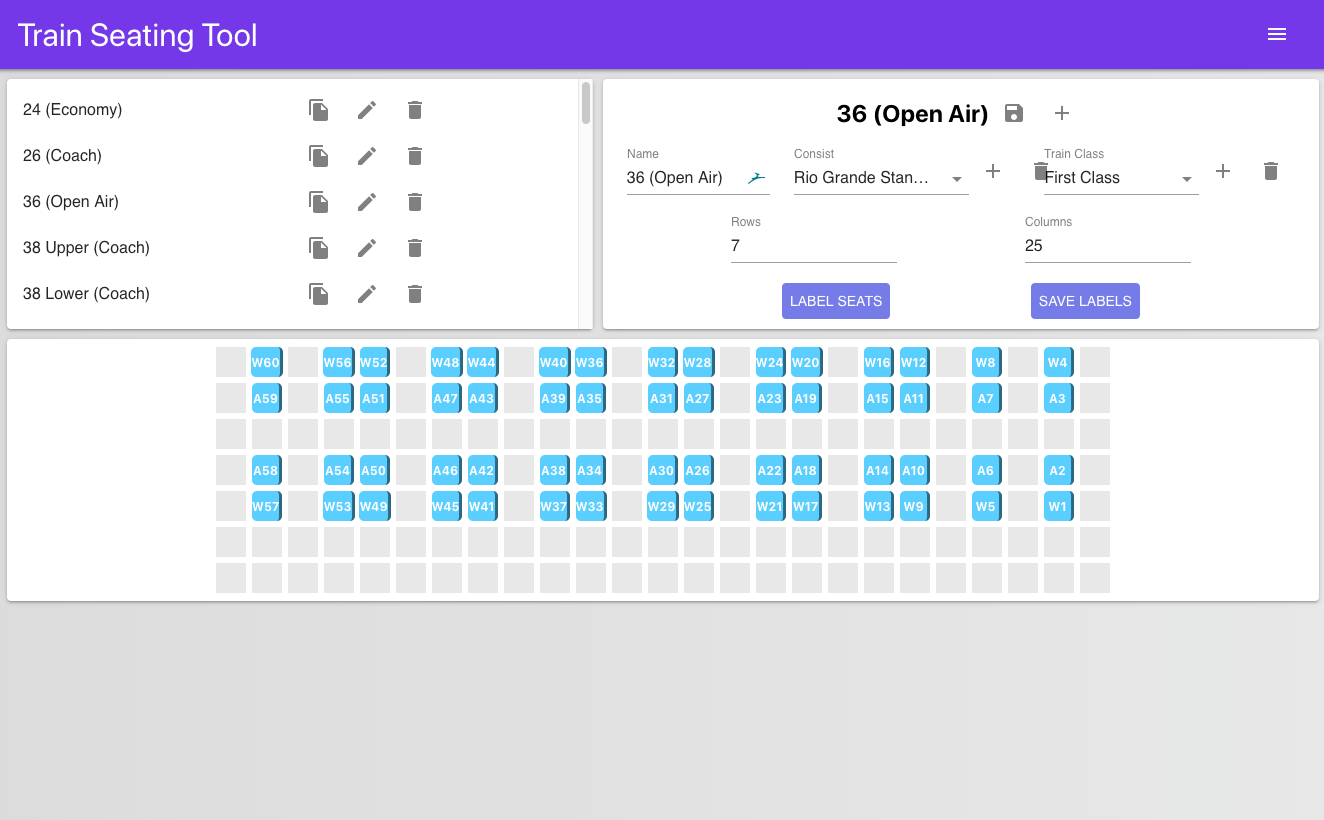 Train Seating Tool
24 (Economy)
26 (Coach)
36 (Open Air)
38 Upper (Coach)
38 Lower (Coach)
36 (Open Air)
Name Consist Train Class
36 (Open Air) Rio Grande Stan... First Class
Rows Columns
7 25
LABEL SEATS SAVE LABELS
W60 W56 W52 W48 W44 W40 W36 W32 W28 W24 W20 W16 W12 W8 W4
A59 A55 A51 A47 A43 A39 A35 A31 A27 A23 A19 A15 A11 A7 A3
A58 A54 A50 A46 A42 A38 A34 A30 A26 A22 A18 A14 A10 A6 A2
W57 W53 W49 W45 W41 W37 W33 W29 W25 W21 W17 W13 W9 W5 W1